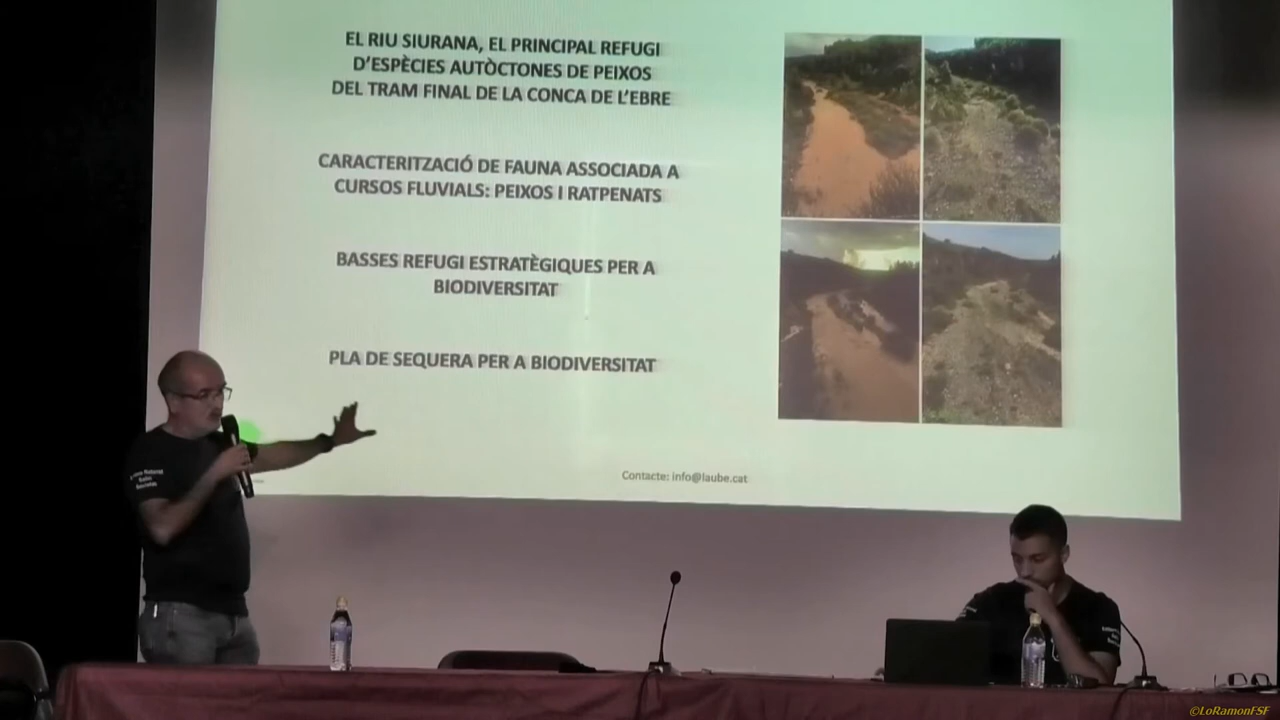 EL RIU SIURANA, EL PRINCIPAL REFUGI
D'ESPÈCIES AUTÒCTONES DE PEIXOS
DEL TRAM FINAL DE LA CONCA DE L'EBRE
CARACTERITZACIÓ DE FAUNA ASSOCIADA A
CURSOS FLUVIALS: PEIXOS I RATPENATS
BASSES REFUGI ESTRATÈGIQUES PER A
BIODIVERSITAT
PLA DE SEQUERA PER A BIODIVERSITAT
Contacte: info@laube.cat
©LoRamonFSF